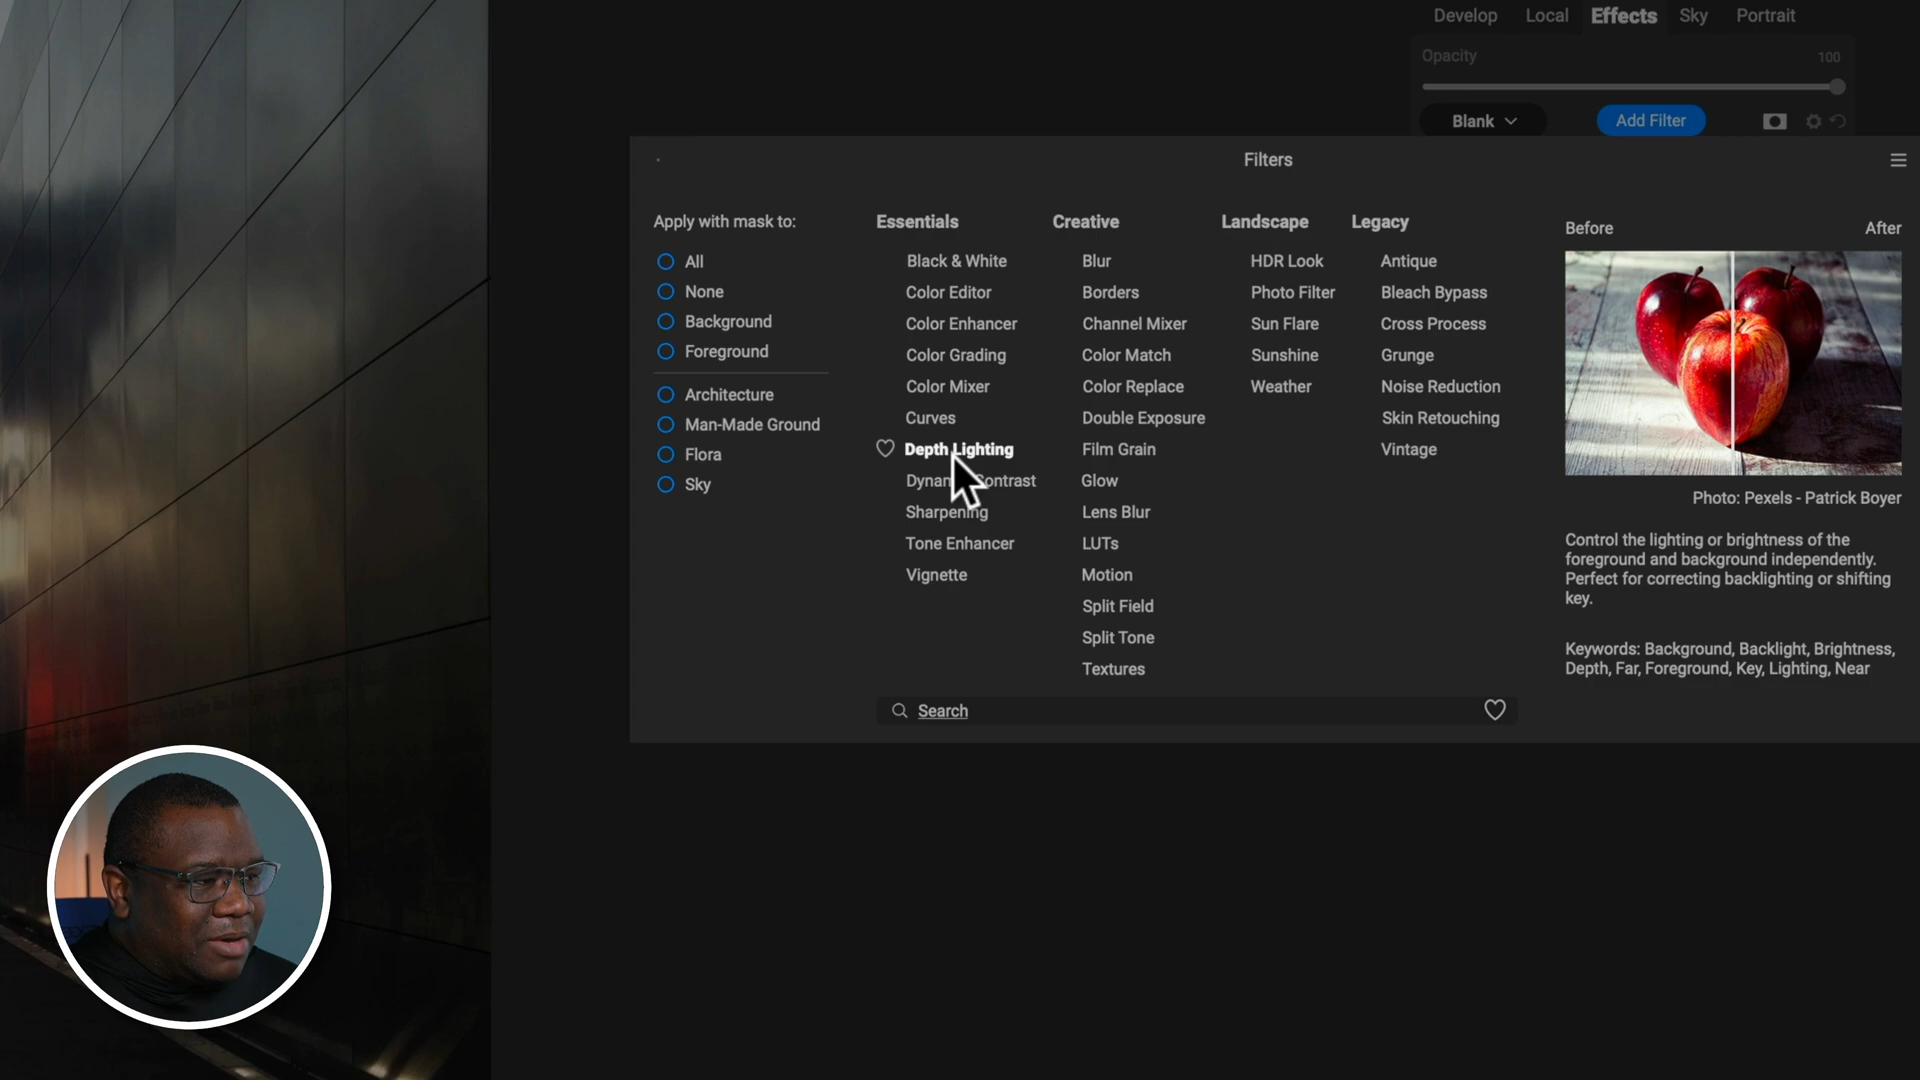 Develop Local Effects Sky Portrait
Opacity 100
Blank Add Filter
Filters
Apply with mask to:
All
None
Background
Foreground
Architecture
Man-Made Ground
Flora
Sky
Essentials
Black & White
Color Editor
Color Enhancer
Color Grading
Color Mixer
Curves
Depth Lighting
Contrast
Sharpening
Tone Enhancer
Vignette
Creative
Blur
Borders
Channel Mixer
Color Match
Color Replace
Double Exposure
Film Grain
Glow
Lens Blur
LUTs
Motion
Split Field
Split Tone
Textures
Landscape
HDR Look
Photo Filter
Sun Flare
Sunshine
Weather
Legacy
Antique
Bleach Bypass
Cross Process
Grunge
Noise Reduction
Skin Retouching
Vintage
Search
Before After
Photo: Pexels - Patrick Boyer
Control the lighting or brightness of the
foreground and background independently.
Perfect for correcting backlighting or shifting
key.
Keywords: Background, Backlight, Brightness,
Depth, Far, Foreground, Key, Lighting, Near